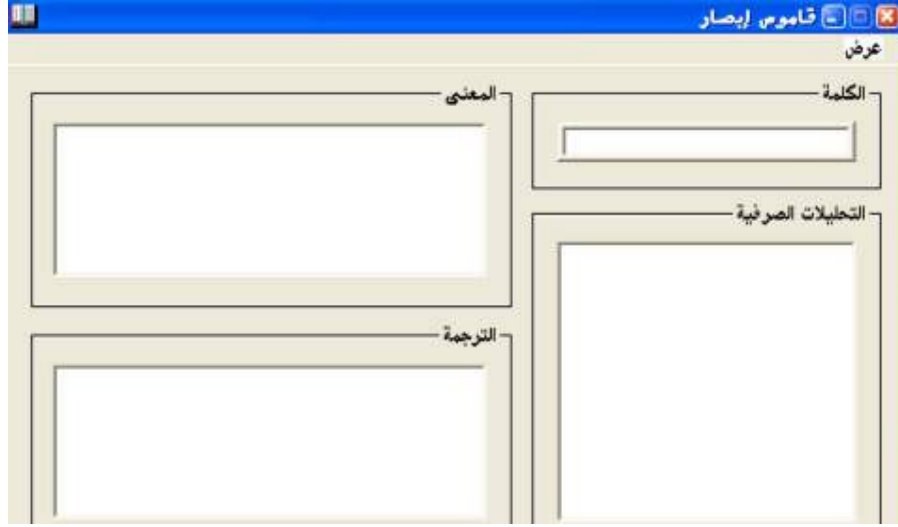 قاموس إبصار
عرض
الكلمة
المعنى
التحليلات الصرفية
الترجمة